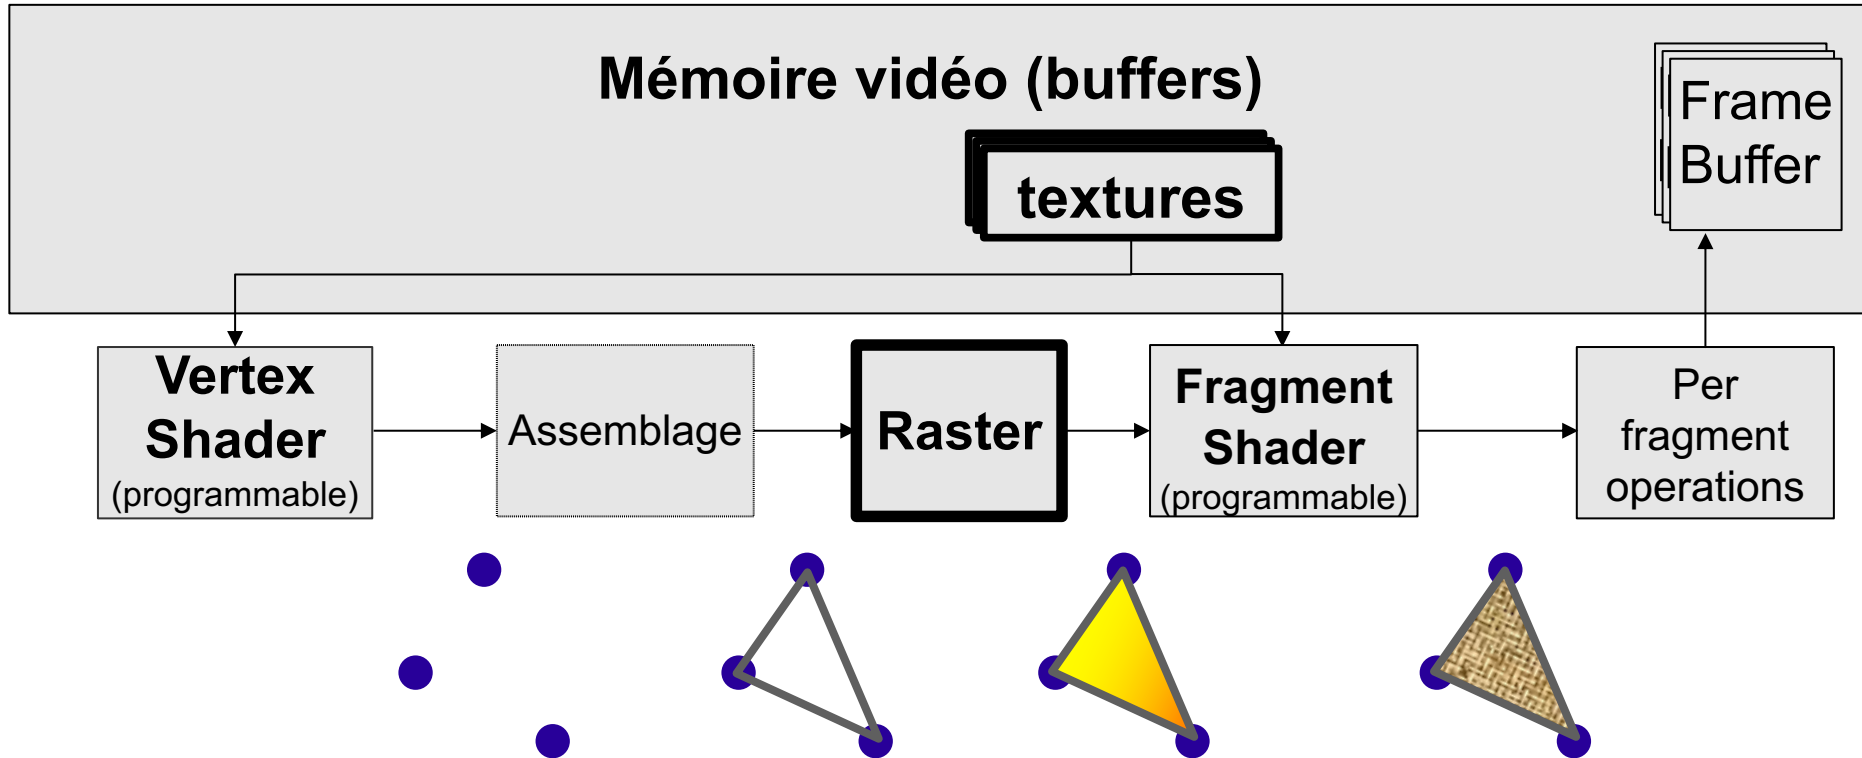 Mémoire vidéo (buffers)
Frame
Buffer
textures
Vertex
Shader
(programmable)
Assemblage
Raster
Fragment
Shader
(programmable)
Per
fragment
operations